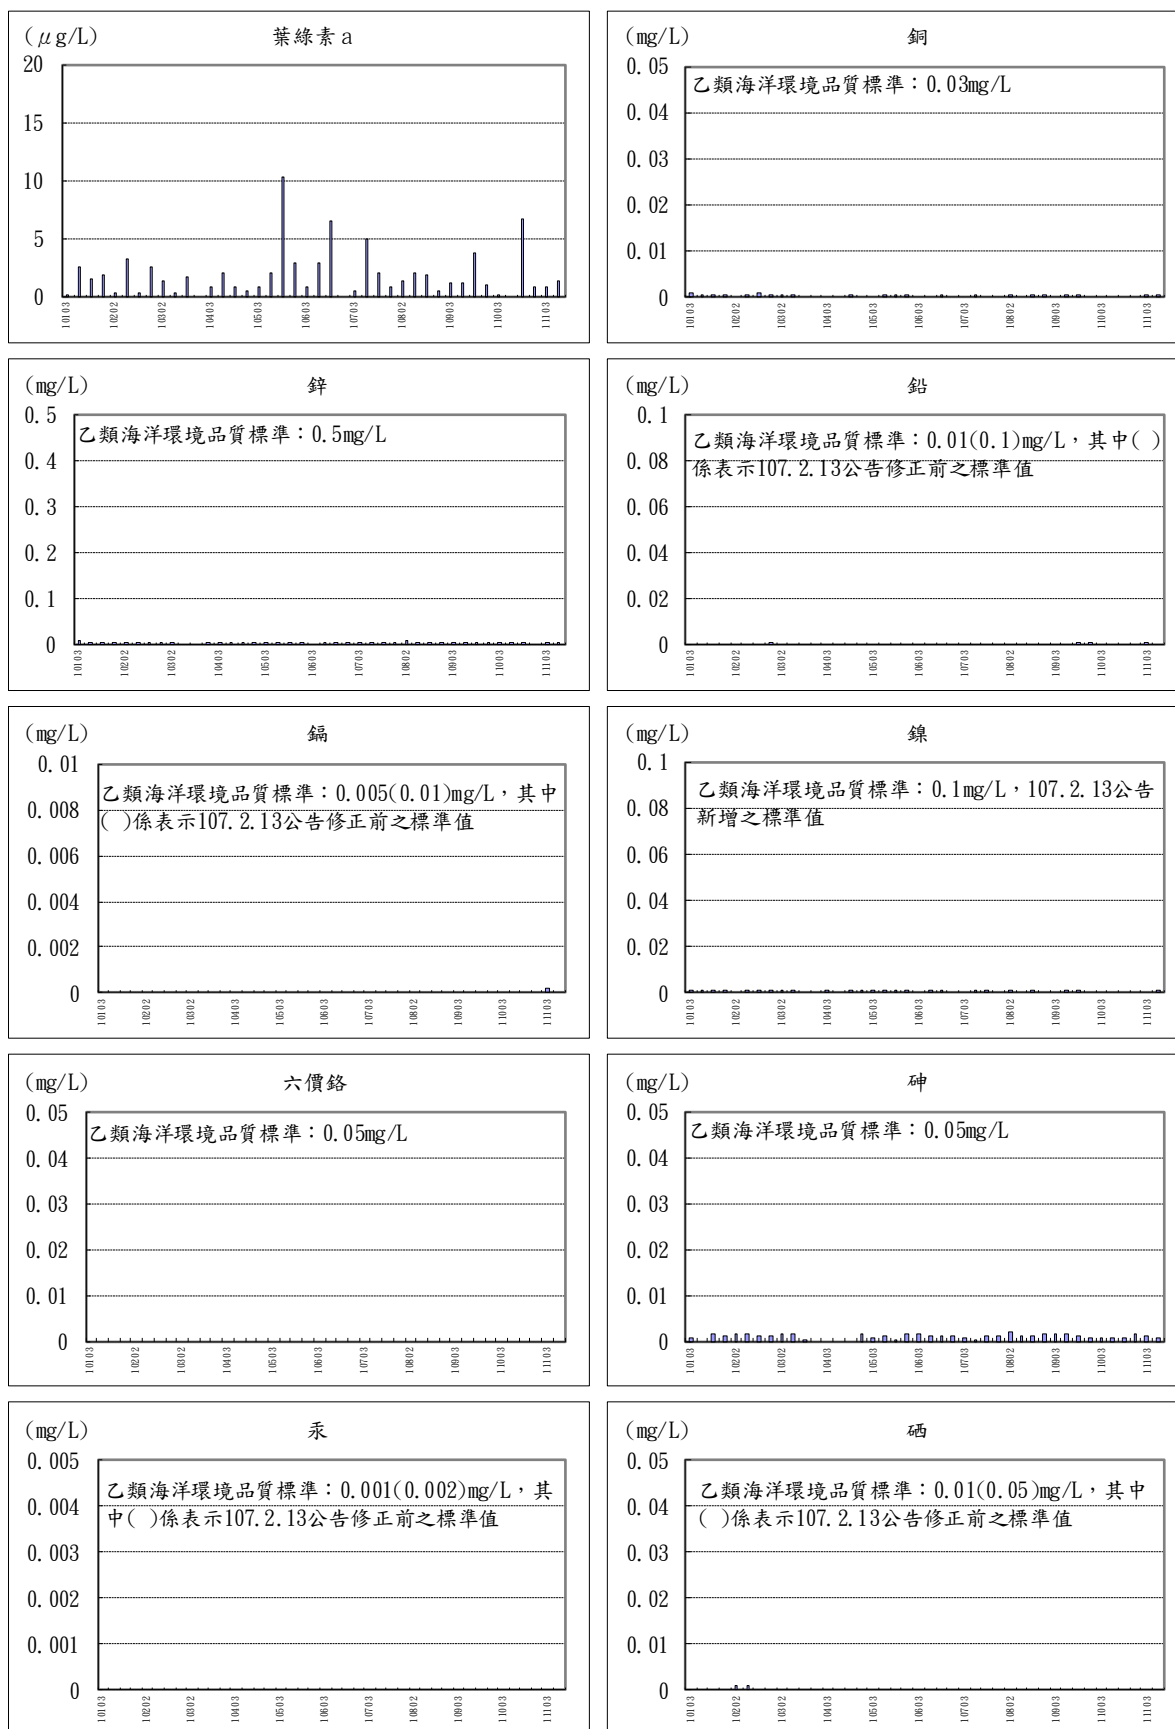 (μg/L) 葉綠素a
20
15
10
5
0
10103 10202 10302 10403 10503 10603 10703 10802 10903 11003 11103
(mg/L) 銅
乙類海洋環境品質標準：0.03mg/L
0.05
0.04
0.03
0.02
0.01
0
10103 10202 10302 10403 10503 10603 10703 10802 10903 11003 11103
(mg/L) 鋅
乙類海洋環境品質標準：0.5mg/L
0.5
0.4
0.3
0.2
0.1
0
10103 10202 10302 10403 10503 10603 10703 10802 10903 11003 11103
(mg/L) 鉛
乙類海洋環境品質標準：0.01(0.1)mg/L，其中( )
係表示107.2.13公告修正前之標準值
0.1
0.08
0.06
0.04
0.02
0
10103 10202 10302 10403 10503 10603 10703 10802 10903 11003 11103
(mg/L) 鎘
乙類海洋環境品質標準：0.005(0.01)mg/L，其中
( )係表示107.2.13公告修正前之標準值
0.01
0.008
0.006
0.004
0.002
0
10103 10202 10302 10403 10503 10603 10703 10802 10903 11003 11103
(mg/L) 鎳
乙類海洋環境品質標準：0.1mg/L，107.2.13公告
新增之標準值
0.1
0.08
0.06
0.04
0.02
0
10103 10202 10302 10403 10503 10603 10703 10802 10903 11003 11103
(mg/L) 六價鉻
乙類海洋環境品質標準：0.05mg/L
0.05
0.04
0.03
0.02
0.01
0
10103 10202 10302 10403 10503 10603 10703 10802 10903 11003 11103
(mg/L) 砷
乙類海洋環境品質標準：0.05mg/L
0.05
0.04
0.03
0.02
0.01
0
10103 10202 10302 10403 10503 10603 10703 10802 10903 11003 11103
(mg/L) 汞
乙類海洋環境品質標準：0.001(0.002)mg/L，其
中( )係表示107.2.13公告修正前之標準值
0.005
0.004
0.003
0.002
0.001
0
10103 10202 10302 10403 10503 10603 10703 10802 10903 11003 11103
(mg/L) 硒
乙類海洋環境品質標準：0.01(0.05)mg/L，其中
( )係表示107.2.13公告修正前之標準值
0.05
0.04
0.03
0.02
0.01
0
10103 10202 10302 10403 10503 10603 10703 10802 10903 11003 11103